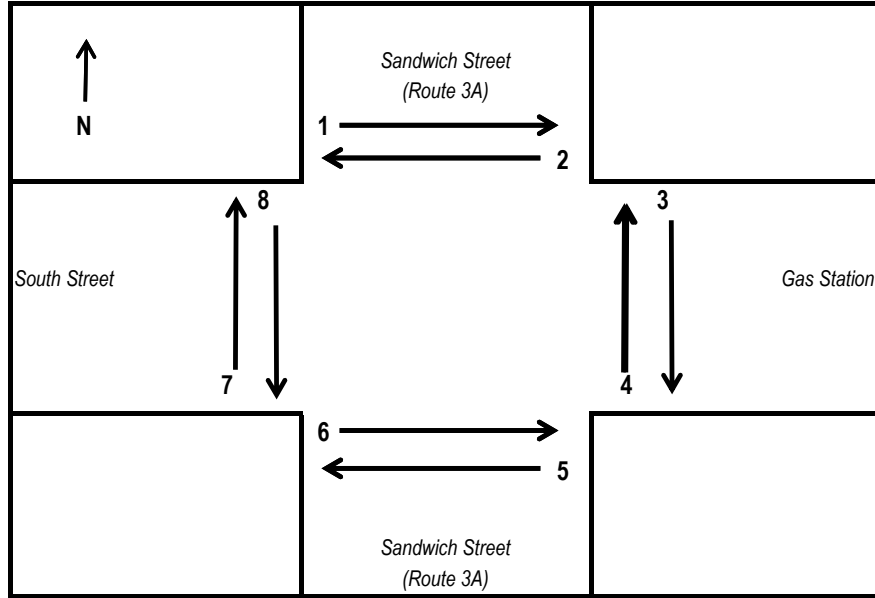 Sandwich Street
(Route 3A)
N
1
2
8
3
South Street
Gas Station
7
4
6
5
Sandwich Street
(Route 3A)